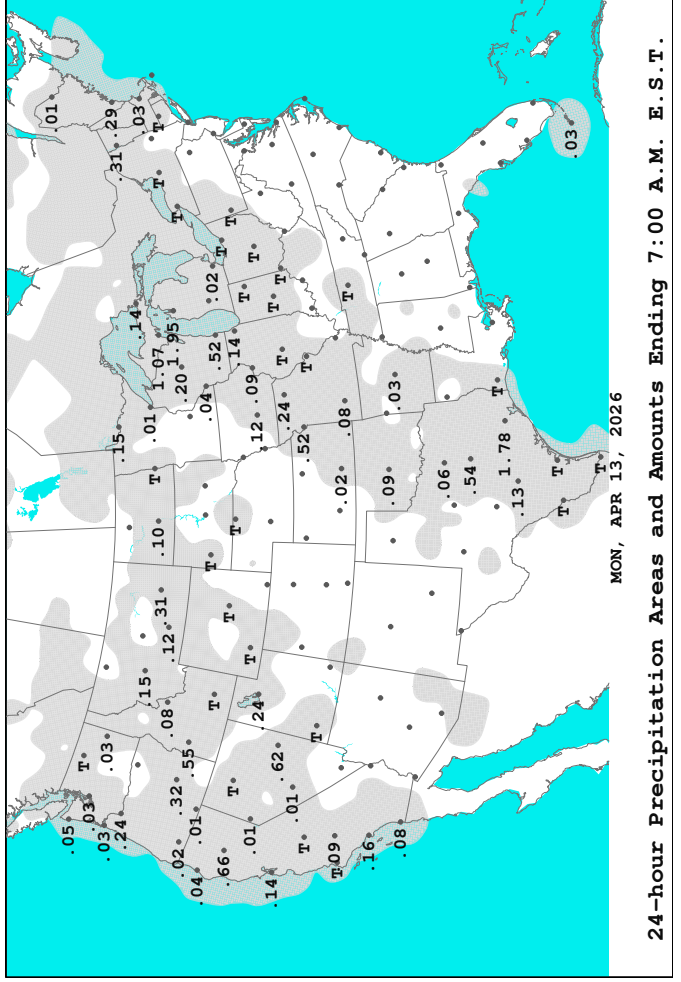 .01
.05
T
.03
.03
.03
.29
.31
.15
.24
.14
.03
.15
.01
T
1.07
.10
T
T
.31
.12
.08
1.95
.32
T
.02
.20
.55
.01
.04
.04
T
.02
T
.52
T
.66
T
T
T
.14
T
T
T
.01
.09
T
.12
.24
.14
T
.62
T
T
.24
.01
.52
T
T
T
.09
T
.02
.08
T
.16
.09
.03
.08
.06
.54
T
1.78
.13
T
T
.03
T
MON, APR 13, 2026
24-hour Precipitation Areas and Amounts Ending 7:00 A.M. E.S.T.